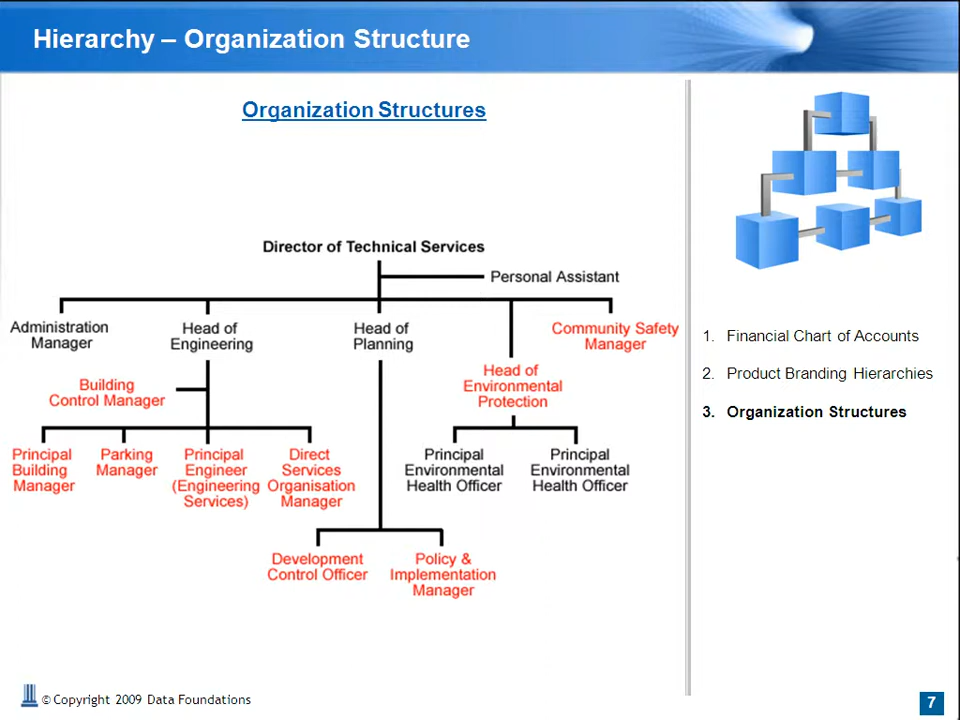 Hierarchy – Organization Structure
Organization Structures
Director of Technical Services
Personal Assistant
Administration
Manager
Head of
Engineering
Head of
Planning
Community Safety
Manager
Building
Control Manager
Head of
Environmental
Protection
Principal
Building
Manager
Parking
Manager
Principal
Engineer
(Engineering
Services)
Direct
Services
Organisation
Manager
Principal
Environmental
Health Officer
Principal
Environmental
Health Officer
Development
Control Officer
Policy &
Implementation
Manager
1. Financial Chart of Accounts
2. Product Branding Hierarchies
3. Organization Structures
© Copyright 2009 Data Foundations
7